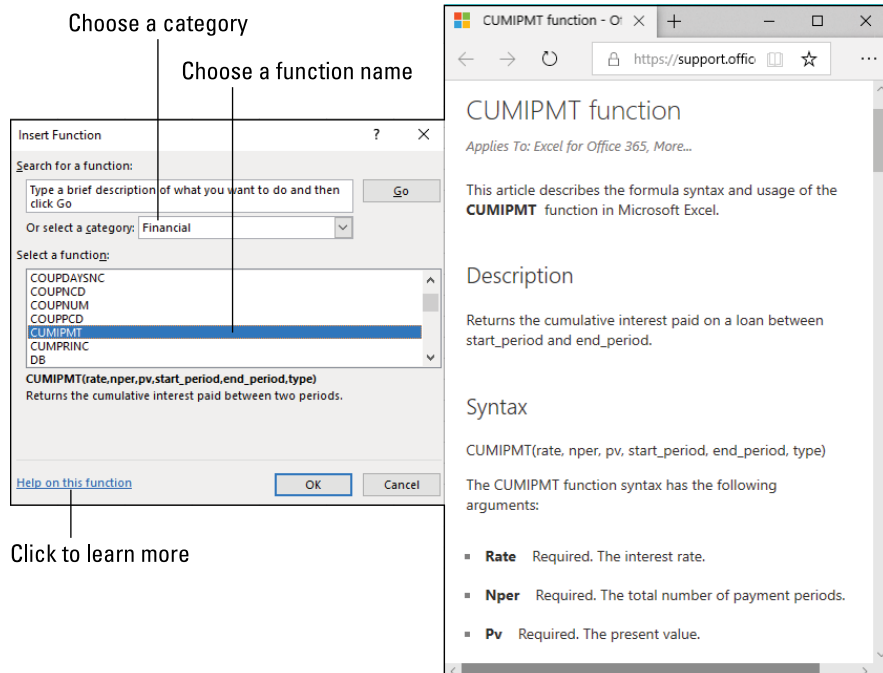 Choose a category
Choose a function name
Insert Function
?
Search for a function:
Type a brief description of what you want to do and then
click Go
Go
Or select a category: Financial
Select a function:
COUPDAYSNC
COUPNCD
COUPNUM
COUPPCD
CUMIPMT
CUMPRINC
DB
CUMIPMT(rate,nper,pv,start_period,end_period,type)
Returns the cumulative interest paid between two periods.
Help on this function
OK
Cancel
Click to learn more
CUMIPMT function - Of
https://support.offic
CUMIPMT function
Applies To: Excel for Office 365, More...
This article describes the formula syntax and usage of the
CUMIPMT function in Microsoft Excel.
Description
Returns the cumulative interest paid on a loan between
start_period and end_period.
Syntax
CUMIPMT(rate, nper, pv, start_period, end_period, type)
The CUMIPMT function syntax has the following
arguments:
Rate Required. The interest rate.
Nper Required. The total number of payment periods.
Pv Required. The present value.